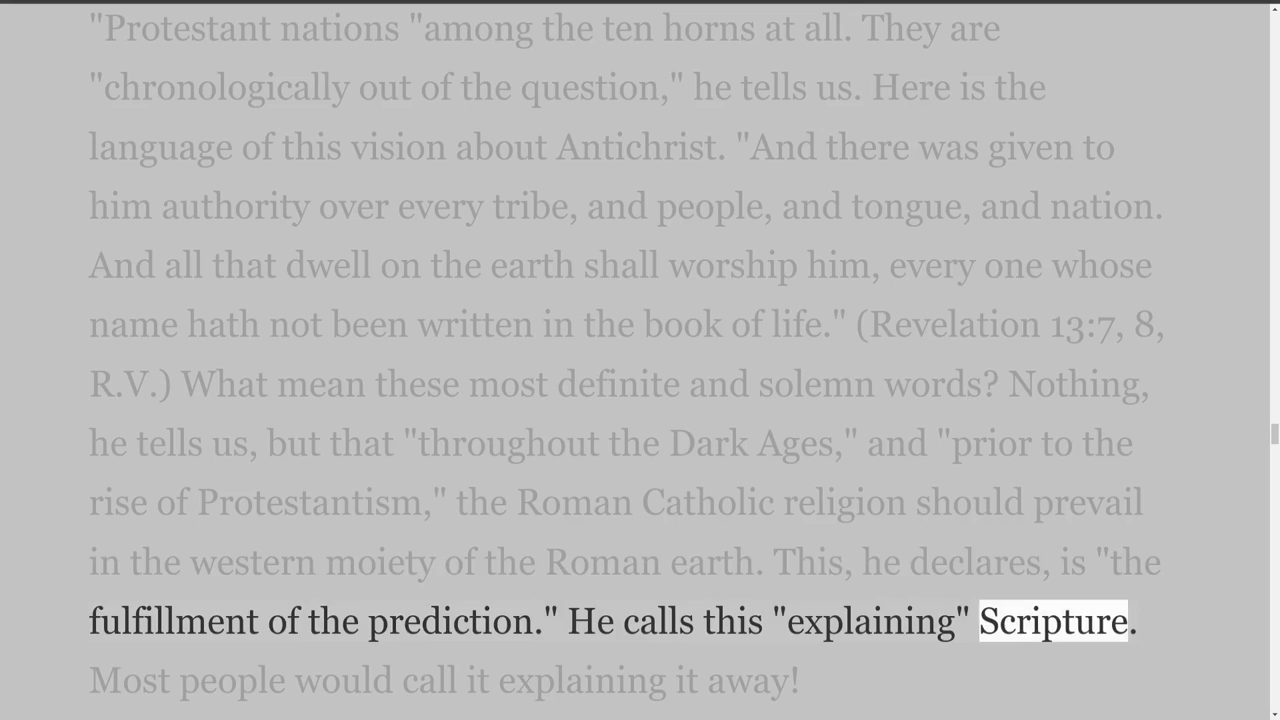 "Protestant nations "among the ten horns at all. They are
"chronologically out of the question," he tells us. Here is the
language of this vision about Antichrist. "And there was given to
him authority over every tribe, and people, and tongue, and nation.
And all that dwell on the earth shall worship him, every one whose
name hath not been written in the book of life." (Revelation 13:7, 8,
R.V.) What mean these most definite and solemn words? Nothing,
he tells us, but that "throughout the Dark Ages," and "prior to the
rise of Protestantism," the Roman Catholic religion should prevail
in the western moiety of the Roman earth. This, he declares, is "the
fulfillment of the prediction." He calls this "explaining" Scripture.
Most people would call it explaining it away!